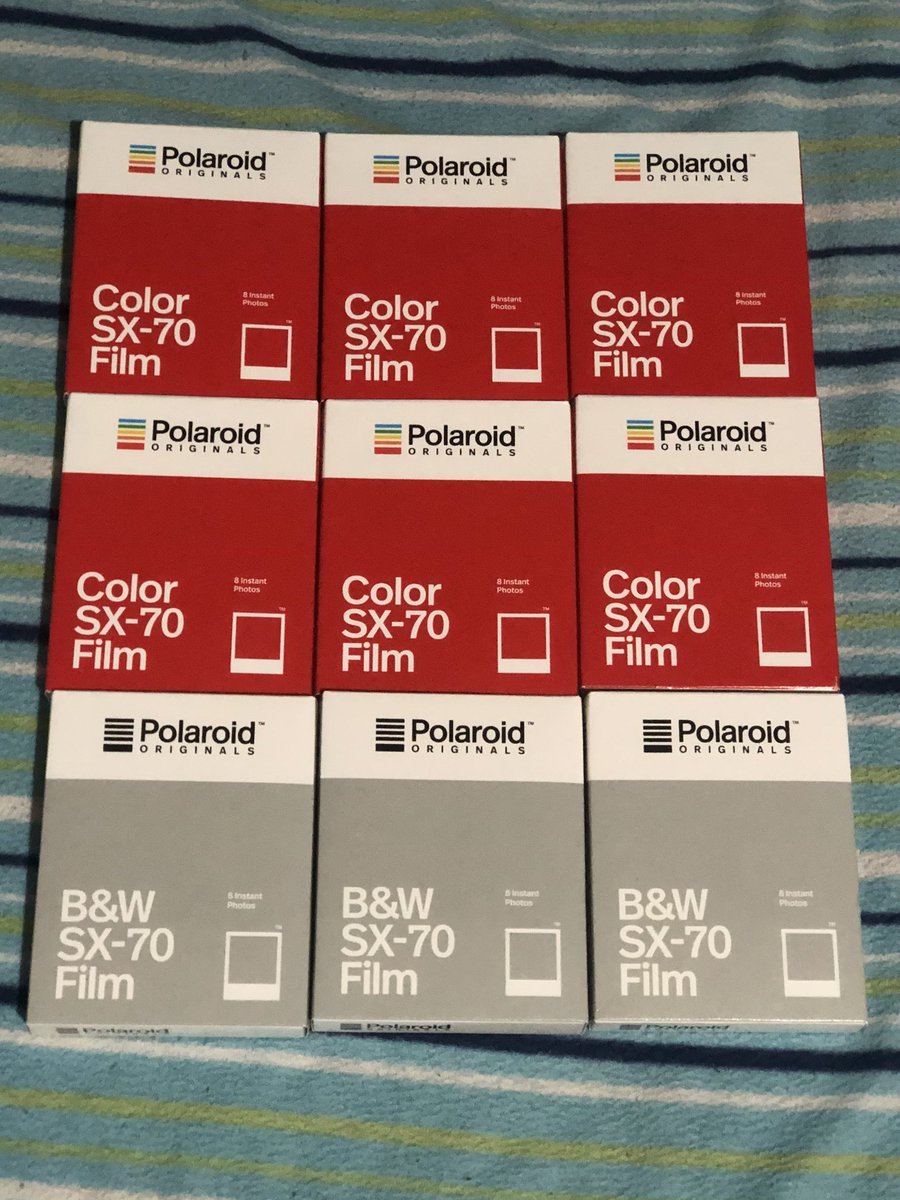 Polaroid™
ORIGINALS
Color
SX-70
Film
8 Instant
Photos
™
Polaroid™
ORIGINALS
Color
SX-70
Film
8 Instant
Photos
™
Polaroid™
ORIGINALS
Color
SX-70
Film
8 Instant
Photos
™
Polaroid™
ORIGINALS
Color
SX-70
Film
8 Instant
Photos
™
Polaroid™
ORIGINALS
Color
SX-70
Film
8 Instant
Photos
™
Polaroid™
ORIGINALS
Color
SX-70
Film
8 Instant
Photos
™
Polaroid™
ORIGINALS
B&W
SX-70
Film
8 Instant
Photos
™
Polaroid
Polaroid™
ORIGINALS
B&W
SX-70
Film
8 Instant
Photos
™
Polaroid
Polaroid™
ORIGINALS
B&W
SX-70
Film
8 Instant
Photos
™
Polaroid